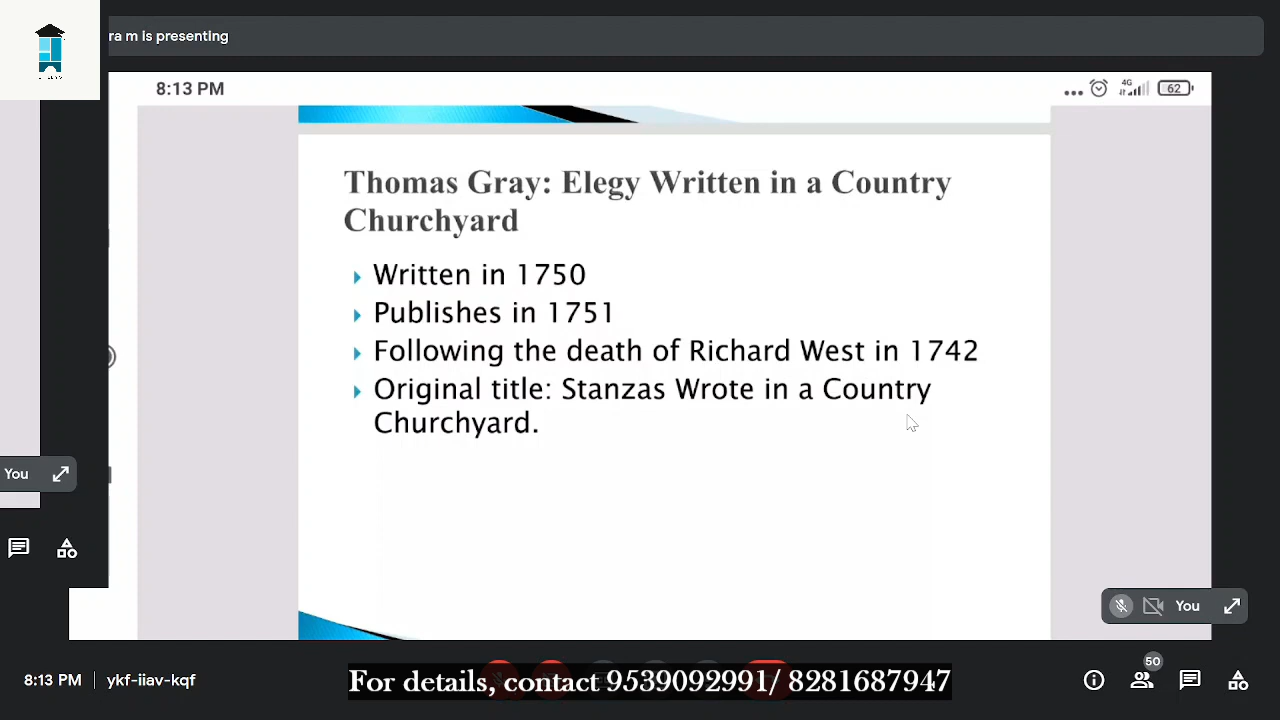 ra m is presenting
8:13 PM
4G
62
Thomas Gray: Elegy Written in a Country
Churchyard
Written in 1750
Publishes in 1751
Following the death of Richard West in 1742
Original title: Stanzas Wrote in a Country
Churchyard.
You
You
50
8:13 PM
ykf-iiav-kqf
For details, contact 9539092991/ 8281687947